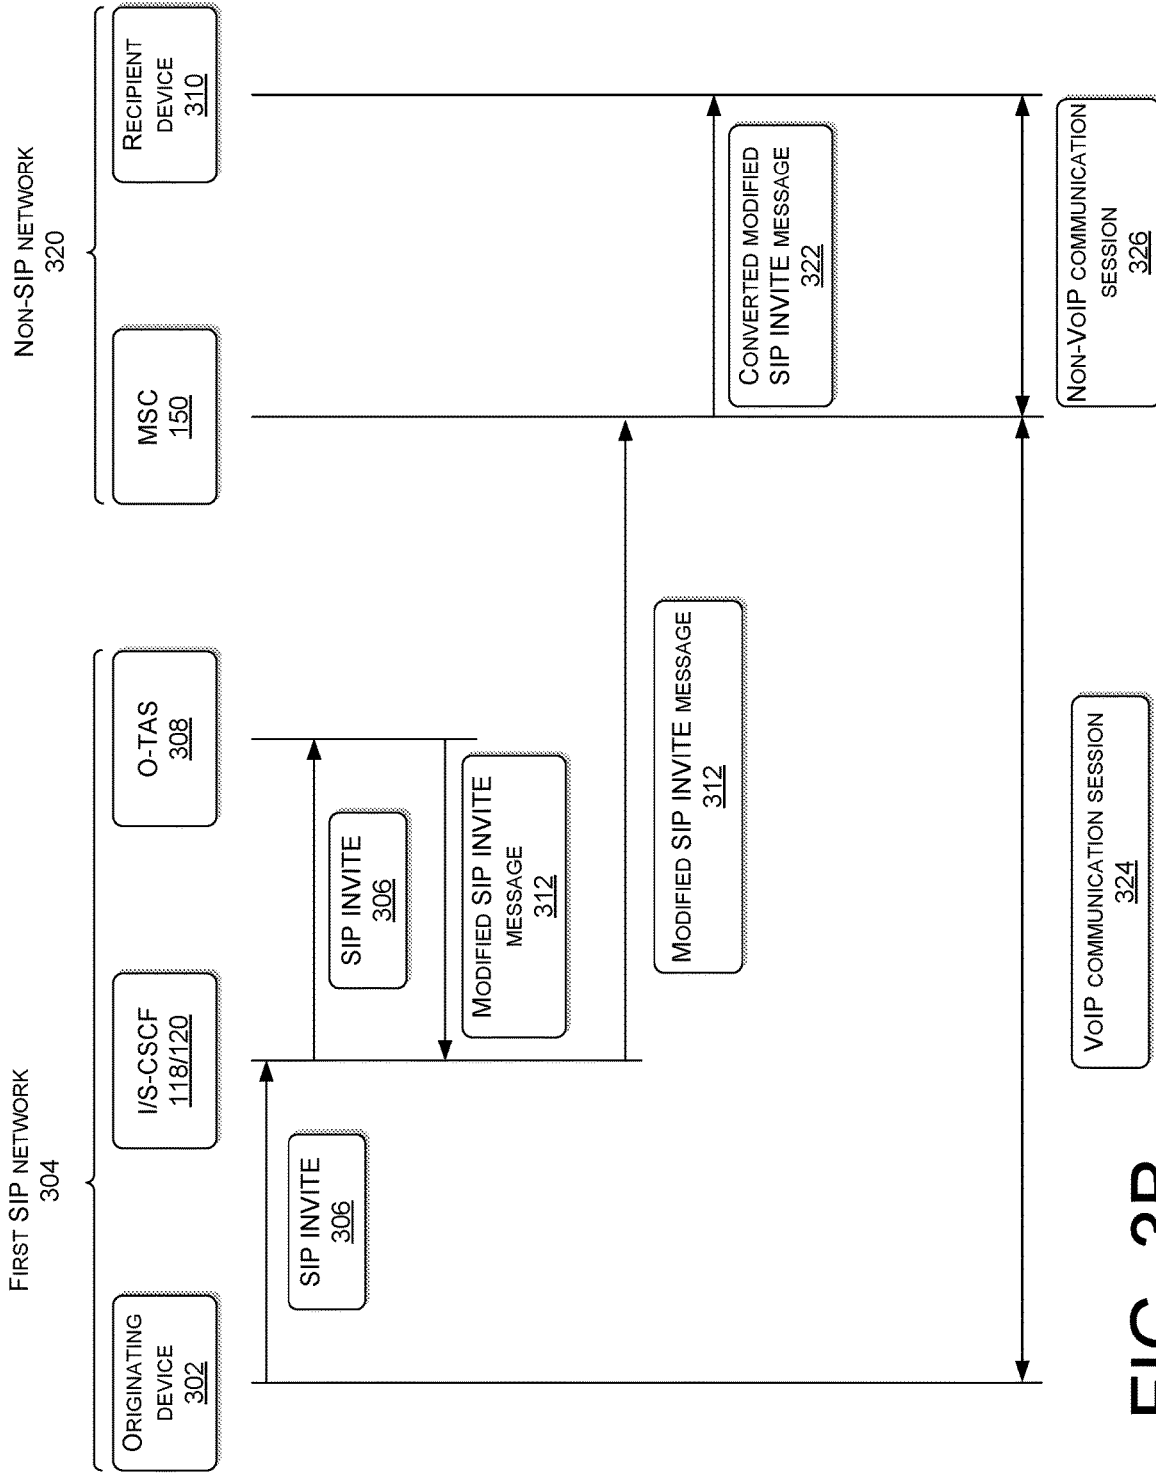 FIRST SIP NETWORK
304
NON-SIP NETWORK
320
ORIGINATING
DEVICE
302
I/S-CSCF
118/120
O-TAS
308
MSC
150
RECIPIENT
DEVICE
310
SIP INVITE
306
SIP INVITE
306
MODIFIED SIP INVITE
MESSAGE
312
MODIFIED SIP INVITE MESSAGE
312
CONVERTED MODIFIED
SIP INVITE MESSAGE
322
VOIP COMMUNICATION SESSION
324
NON-VOIP COMMUNICATION
SESSION
326